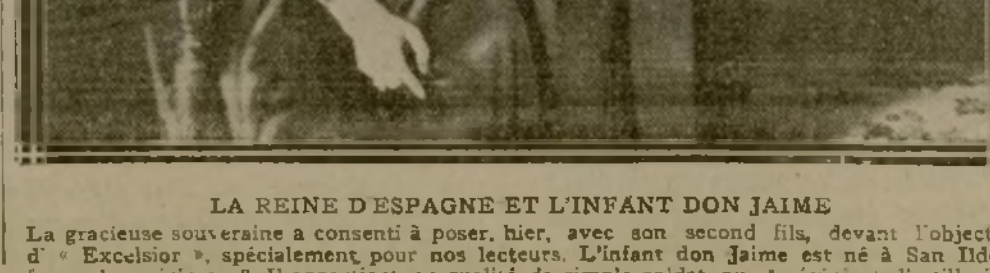 LA REINE D ESPAGNE ET L'INFANT DON JAIME
La gracieuse souveraine a consenti à poser, hier, avec son second fils, devant l'object
d' « Excelsior », spécialement pour nos lecteurs. L'infant don Jaime est né à San Ild